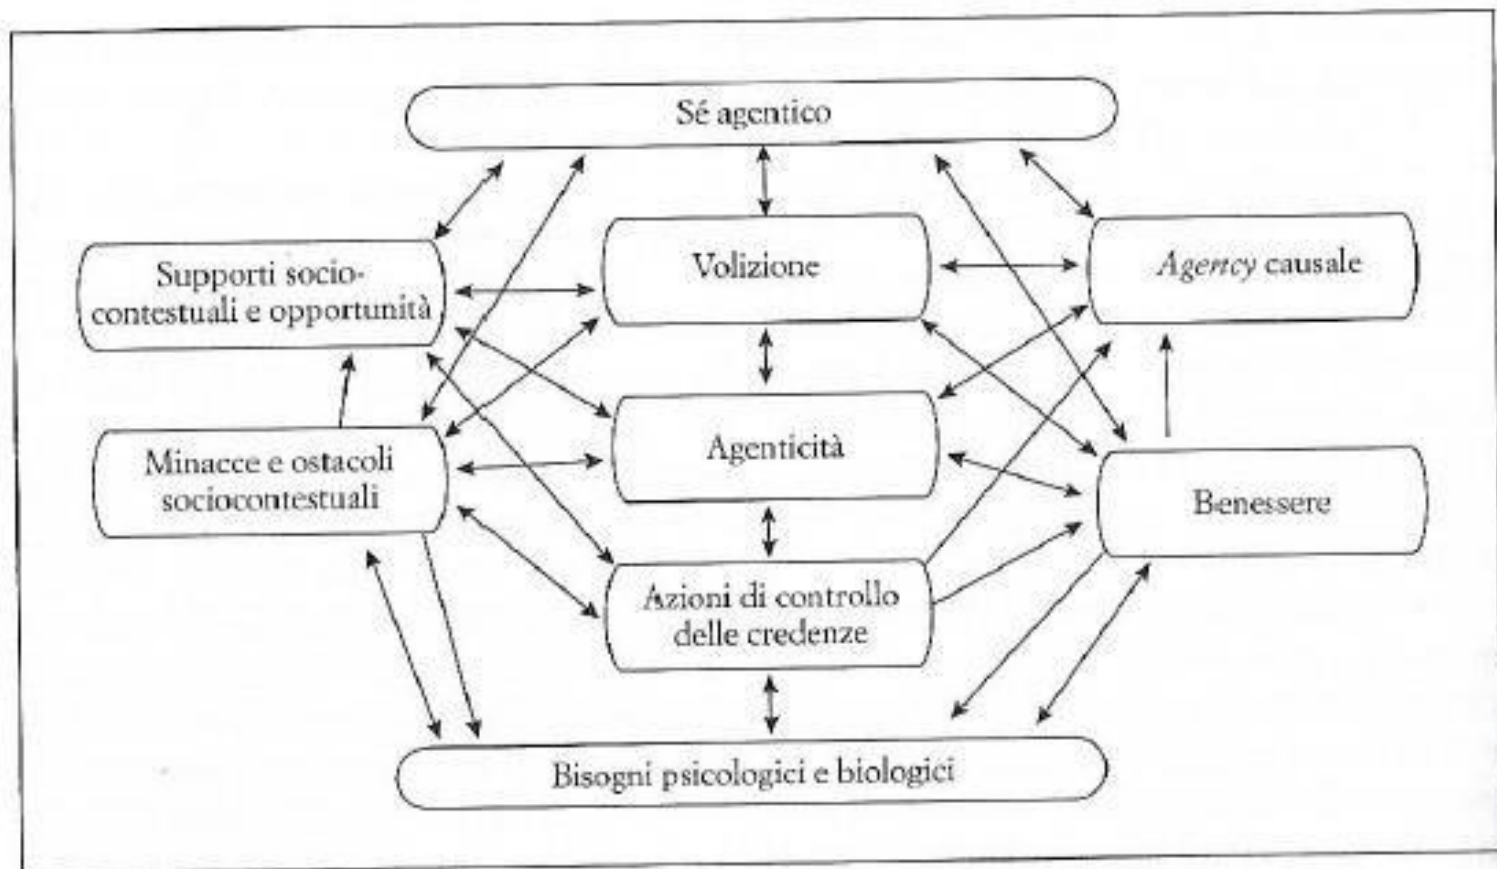 Sé agentico
Volizione
Supporti socio-
contestuali e opportunità
Agency causale
Agenticità
Minacce e ostacoli
sociocontestuali
Benessere
Azioni di controllo
delle credenze
Bisogni psicologici e biologici